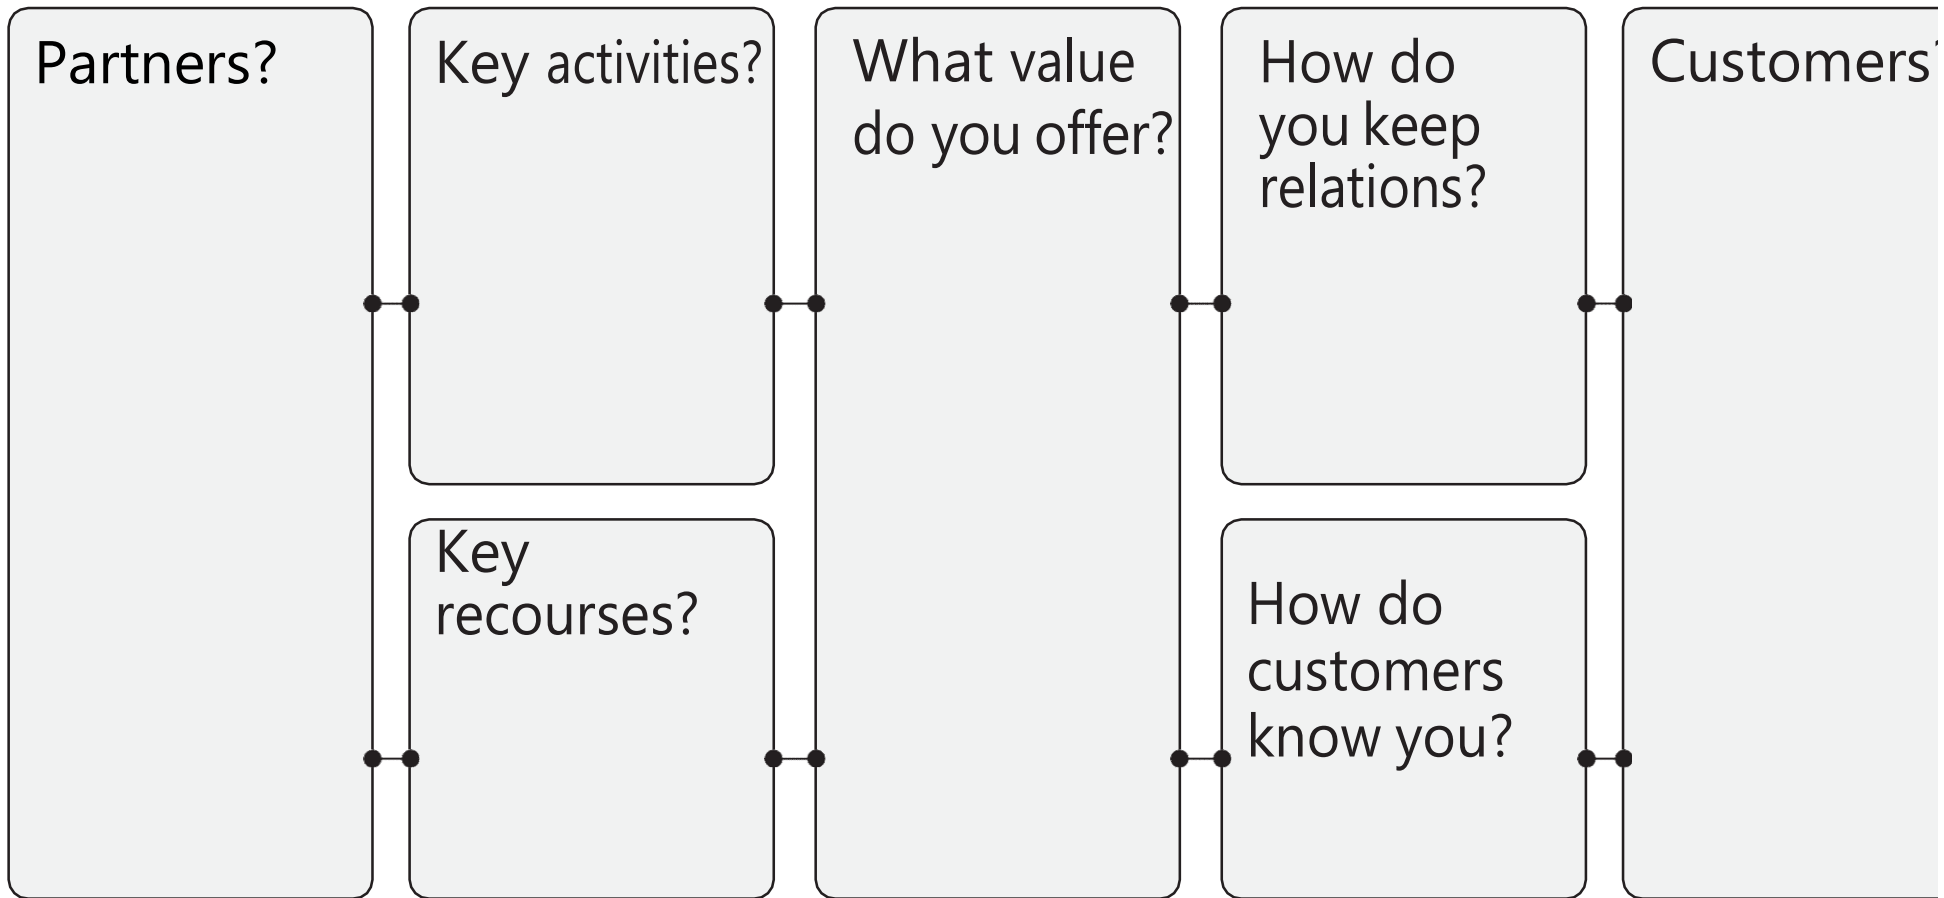 Partners?
Key activities?
What value
do you offer?
How do
you keep
relations?
Customers?
Key
recourses?
How do
customers
know you?